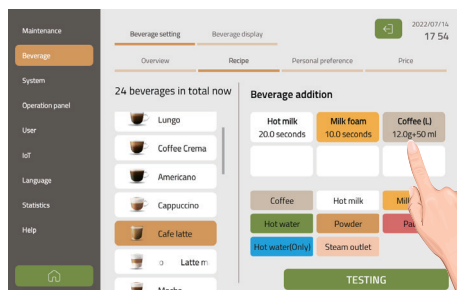 Maintenance
Beverage
System
Operation panel
User
IoT
Language
Statistics
Help
Beverage setting
Beverage display
2022/07/14
17 54
Overview
Recipe
Personal preference
Price
24 beverages in total now
Lungo
Coffee Crema
Americano
Cappuccino
Cafe latte
Latte m
Mocha
Beverage addition
Hot milk
20.0 seconds
Milk foam
10.0 seconds
Coffee (L)
12.0g+50 ml
Coffee
Hot milk
Mil
Hot water
Powder
Pau
Hot water(Only)
Steam outlet
TESTING